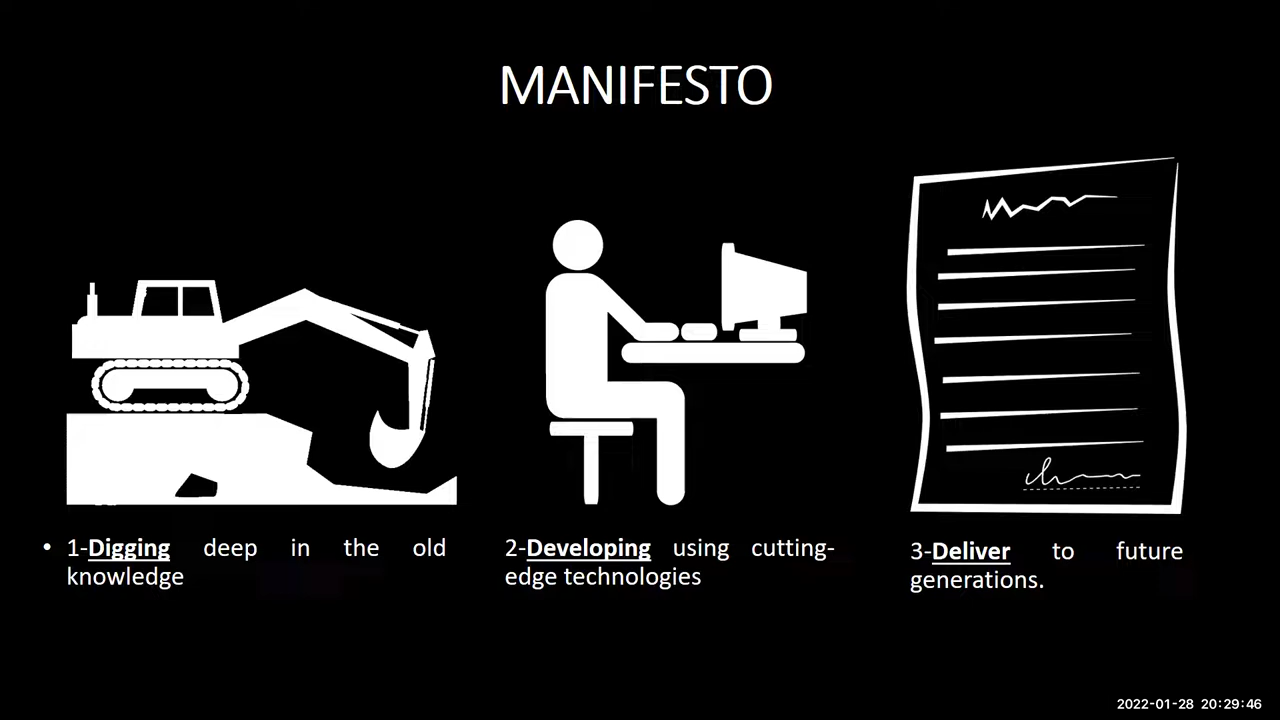 MANIFESTO
• 1-Digging deep in the old
knowledge
2-Developing using cutting-
edge technologies
3-Deliver to future
generations.
2022-01-28 20:29:46